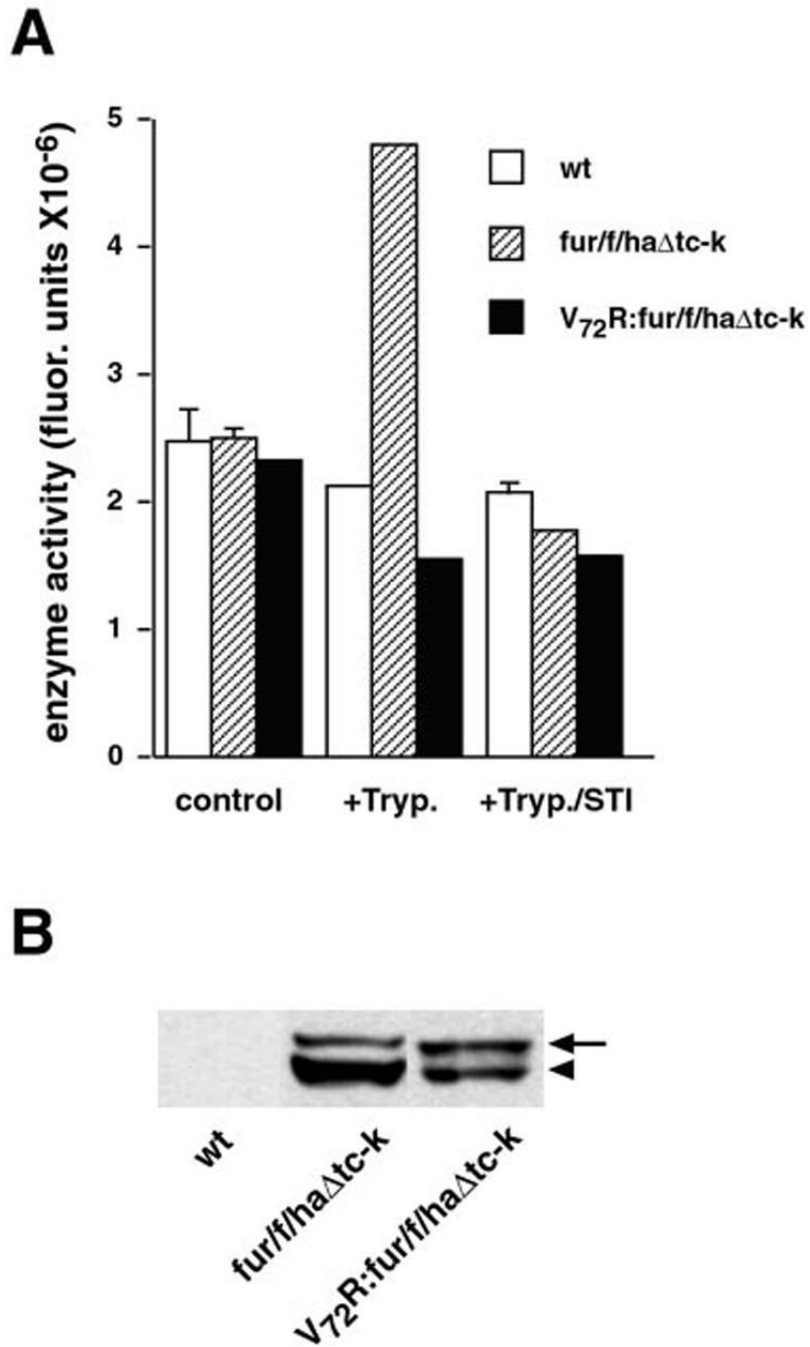 A
enzyme activity (fluor. units X10⁻⁶)
5
4
3
2
1
0
wt
fur/f/haΔtc-k
V₇₂R:fur/f/haΔtc-k
control +Tryp. +Tryp./STI
B
wt
fur/f/haΔtc-k
V₇₂R:fur/f/haΔtc-k